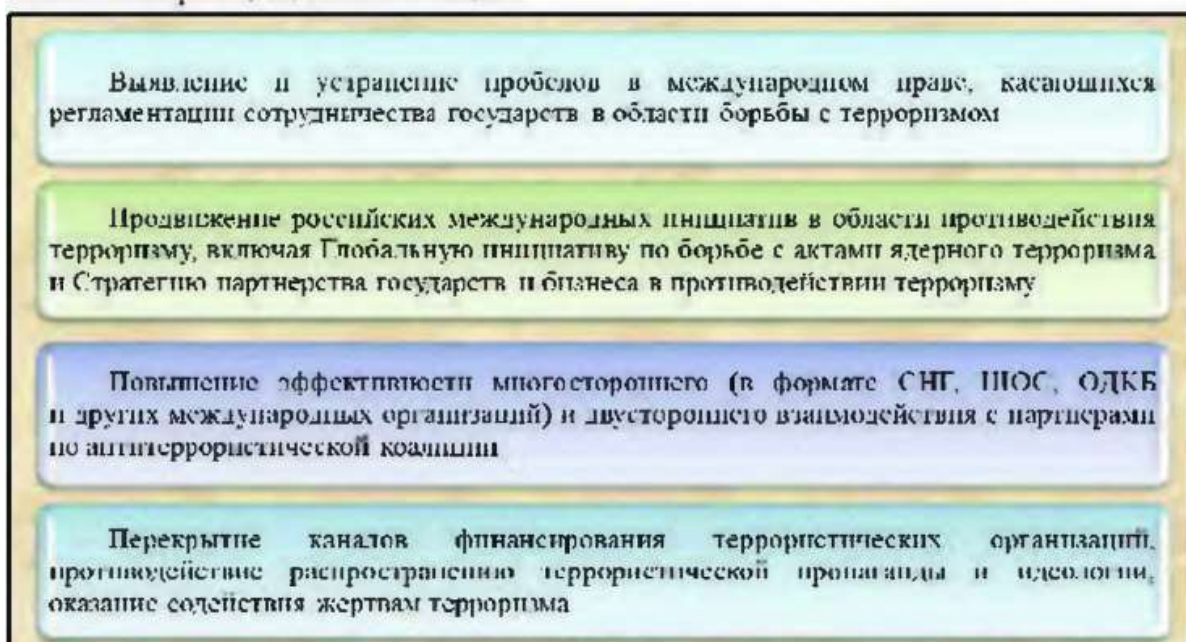 Выявление и устранение пробелов в международном праве, касающихся
регламентации сотрудничества государств в области борьбы с терроризмом
Продвижение российских международных инициатив в области противодействия
терроризму, включая Глобальную инициативу по борьбе с актами ядерного терроризма
и Стратегию партнерства государств и бизнеса в противодействии терроризму
Повышение эффективности многостороннего (в формате СНГ, ШОС, ОДКБ
и других международных организаций) и двустороннего взаимодействия с партнерами
по антитеррористической коалиции
Перекрытие каналов финансирования террористических организаций,
противодействие распространению террористической пропаганды и идеологии,
оказание содействия жертвам терроризма